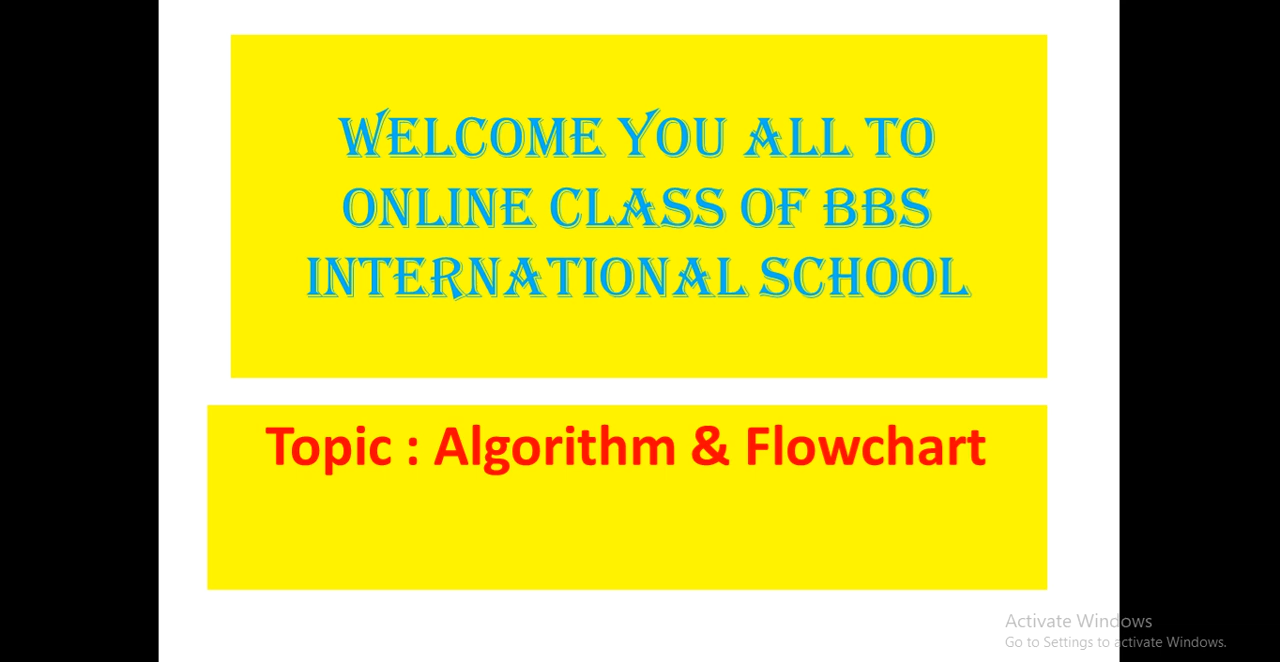 WELCOME YOU ALL TO
ONLINE CLASS OF BBS
INTERNATIONAL SCHOOL
Topic : Algorithm & Flowchart
Activate Windows
Go to Settings to activate Windows.